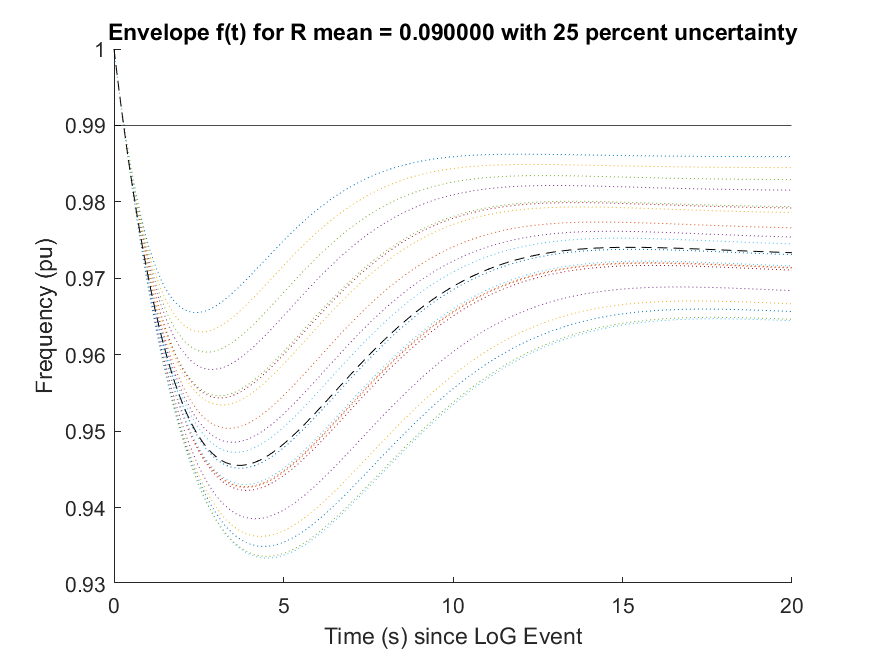 Envelope f(t) for R mean = 0.090000 with 25 percent uncertainty
1
0.99
0.98
0.97
0.96
0.95
0.94
0.93
Frequency (pu)
0 5 10 15 20
Time (s) since LoG Event